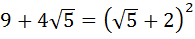 9 + 4√5 = (√5 + 2)²